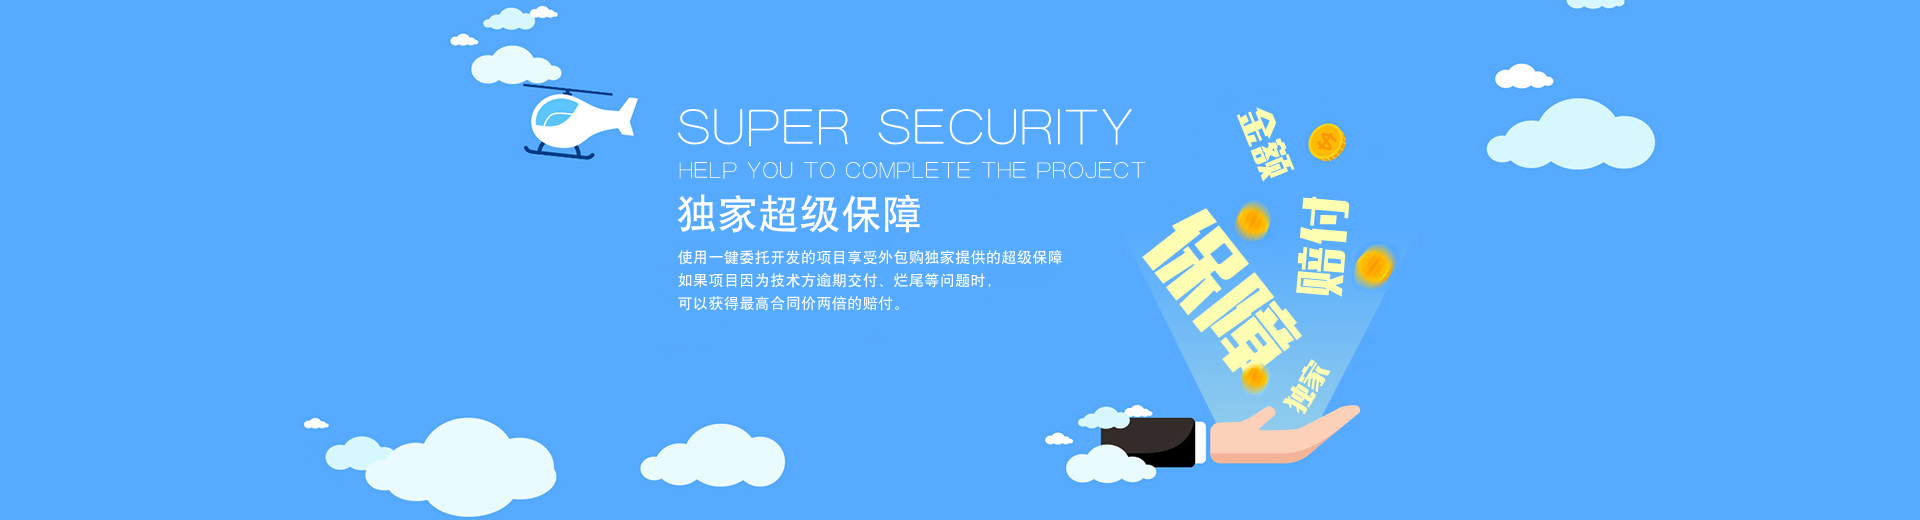 SUPER SECURITY
HELP YOU TO COMPLETE THE PROJECT
独家超级保障
使用一键委托开发的项目享受外包购独家提供的超级保障
如果项目因为技术方逾期交付、烂尾等问题时，
可以获得最高合同价两倍的赔付。
金额
赔付
保障
独家